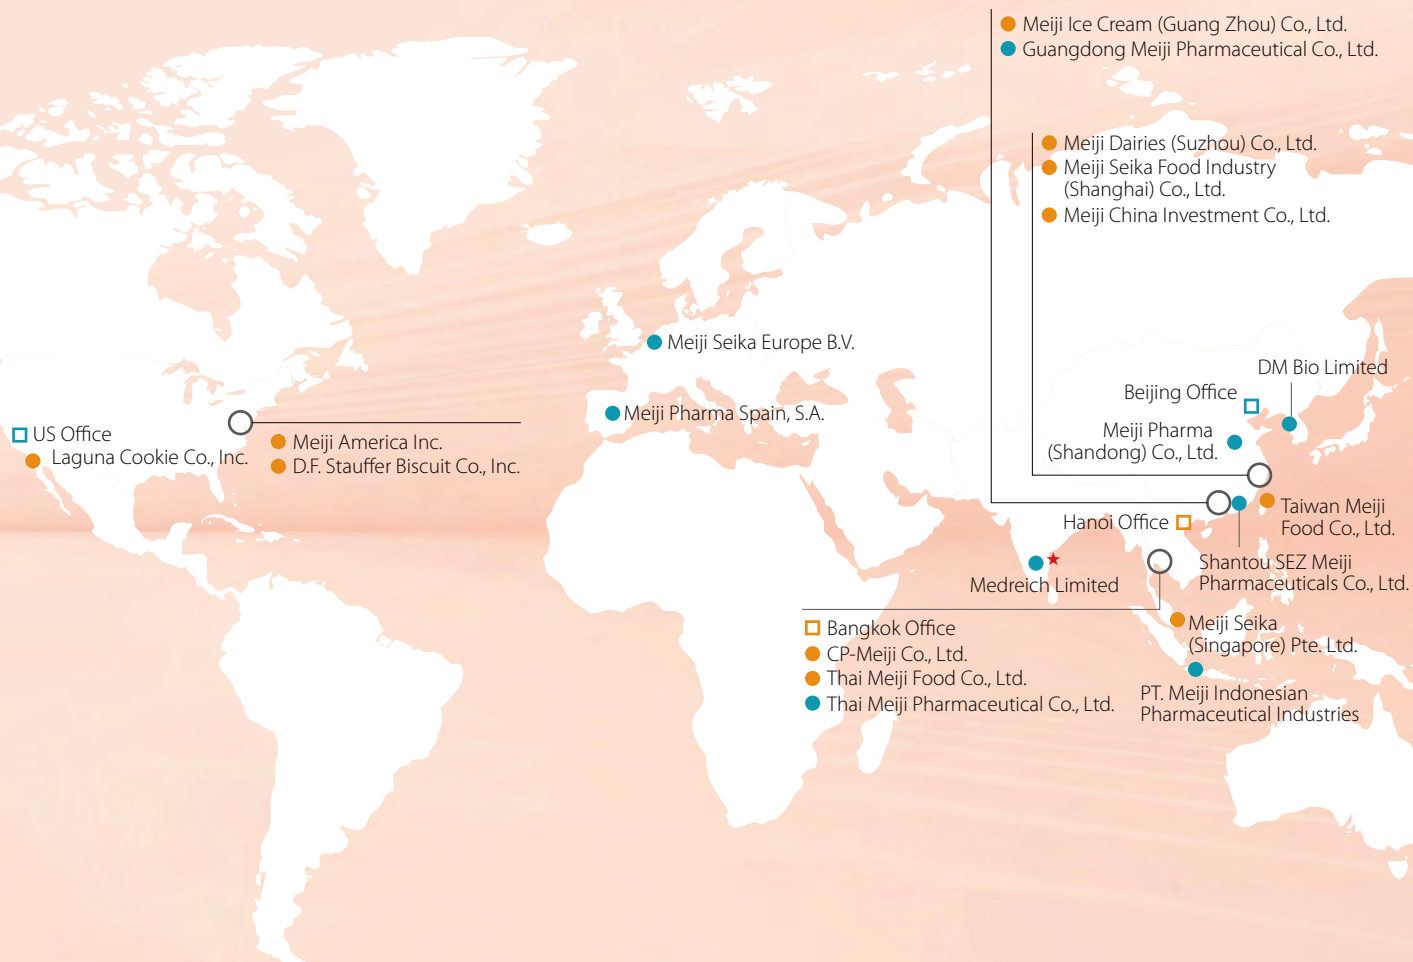 Meiji Ice Cream (Guang Zhou) Co., Ltd.
Guangdong Meiji Pharmaceutical Co., Ltd.
Meiji Dairies (Suzhou) Co., Ltd.
Meiji Seika Food Industry
(Shanghai) Co., Ltd.
Meiji China Investment Co., Ltd.
Meiji Seika Europe B.V.
Meiji Pharma Spain, S.A.
US Office
Laguna Cookie Co., Inc.
Meiji America Inc.
D.F. Stauffer Biscuit Co., Inc.
DM Bio Limited
Beijing Office
Meiji Pharma
(Shandong) Co., Ltd.
Hanoi Office
Taiwan Meiji
Food Co., Ltd.
Shantou SEZ Meiji
Pharmaceuticals Co., Ltd.
Medreich Limited
Bangkok Office
CP-Meiji Co., Ltd.
Thai Meiji Food Co., Ltd.
Thai Meiji Pharmaceutical Co., Ltd.
Meiji Seika
(Singapore) Pte. Ltd.
PT. Meiji Indonesian
Pharmaceutical Industries